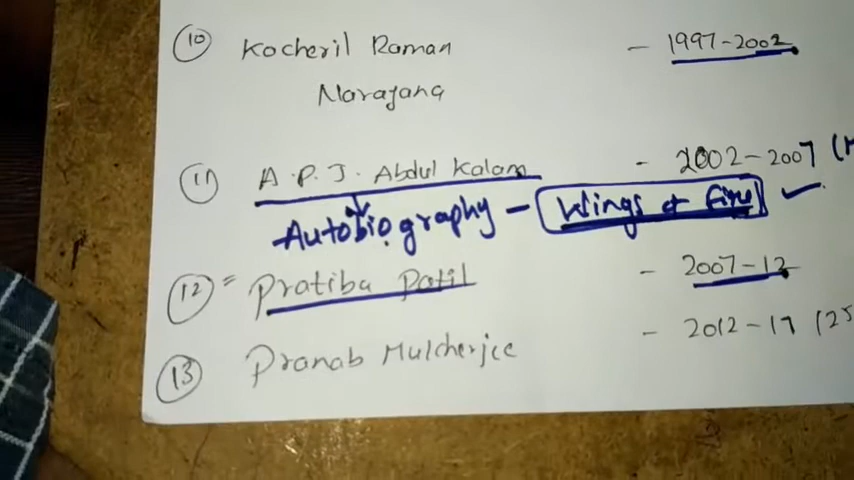 10 Kocheril Raman - 1997-2002
Narayana
11 A.P.J. Abdul Kalam - 2002-2007
Autobiography - Wings of Fire
12 = Pratiba Patil - 2007-12
13 Pranab Mukherjee - 2012-17 (25